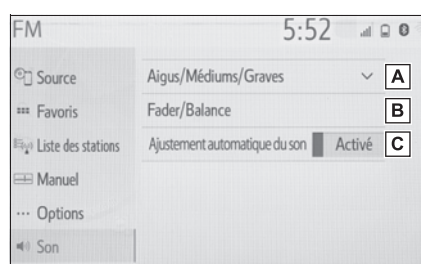 FM 5:52
Source
Aigus/Médiums/Graves A
Favoris
Fader/Balance B
Liste des stations
Ajustement automatique du son Activé C
Manuel
Options
Son